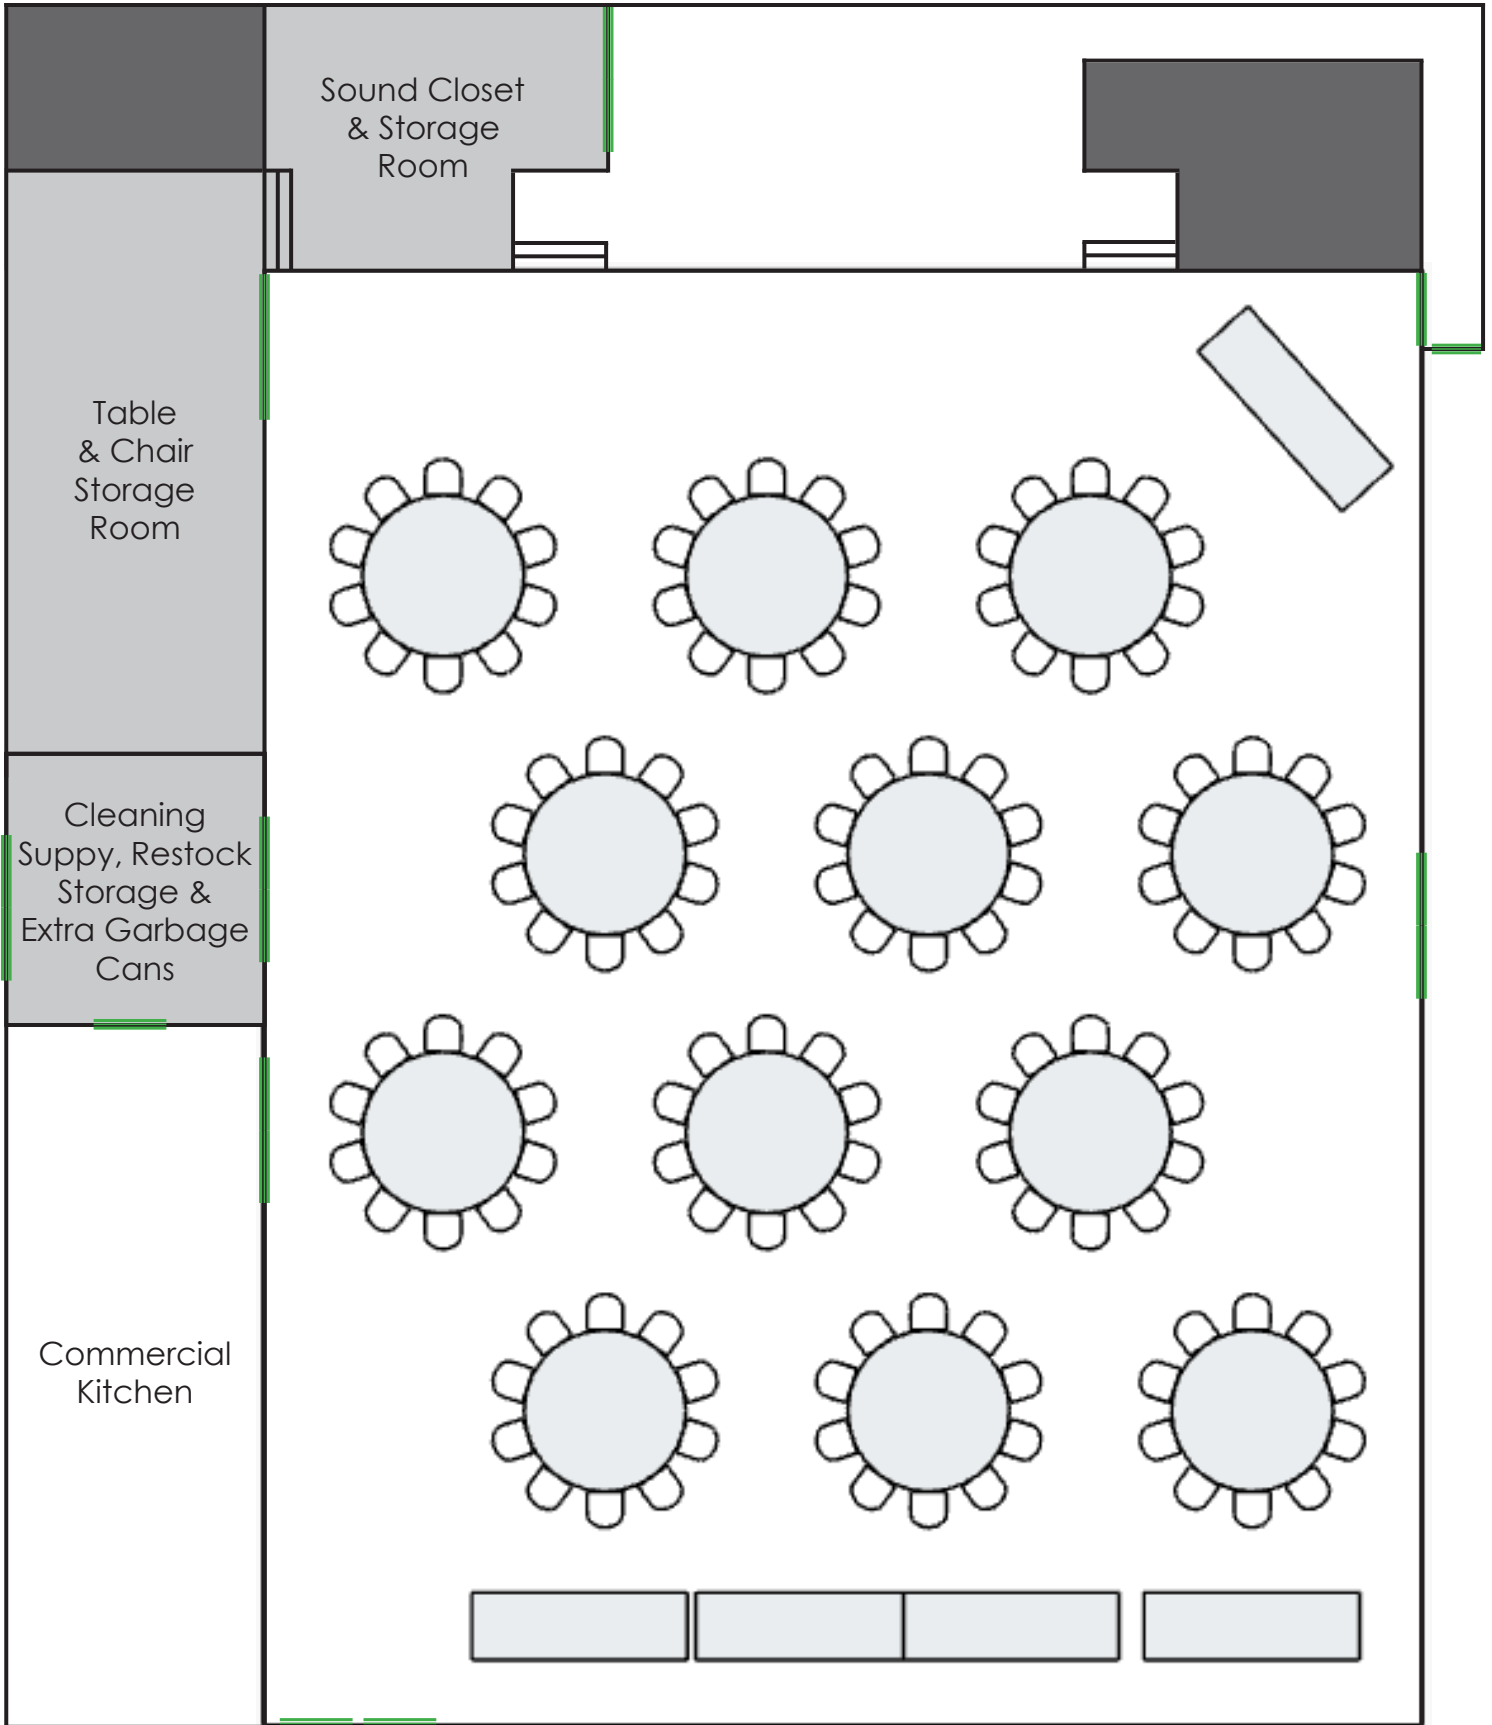 Sound Closet
& Storage
Room
Table
& Chair
Storage
Room
Cleaning
Suppy, Restock
Storage &
Extra Garbage
Cans
Commercial
Kitchen